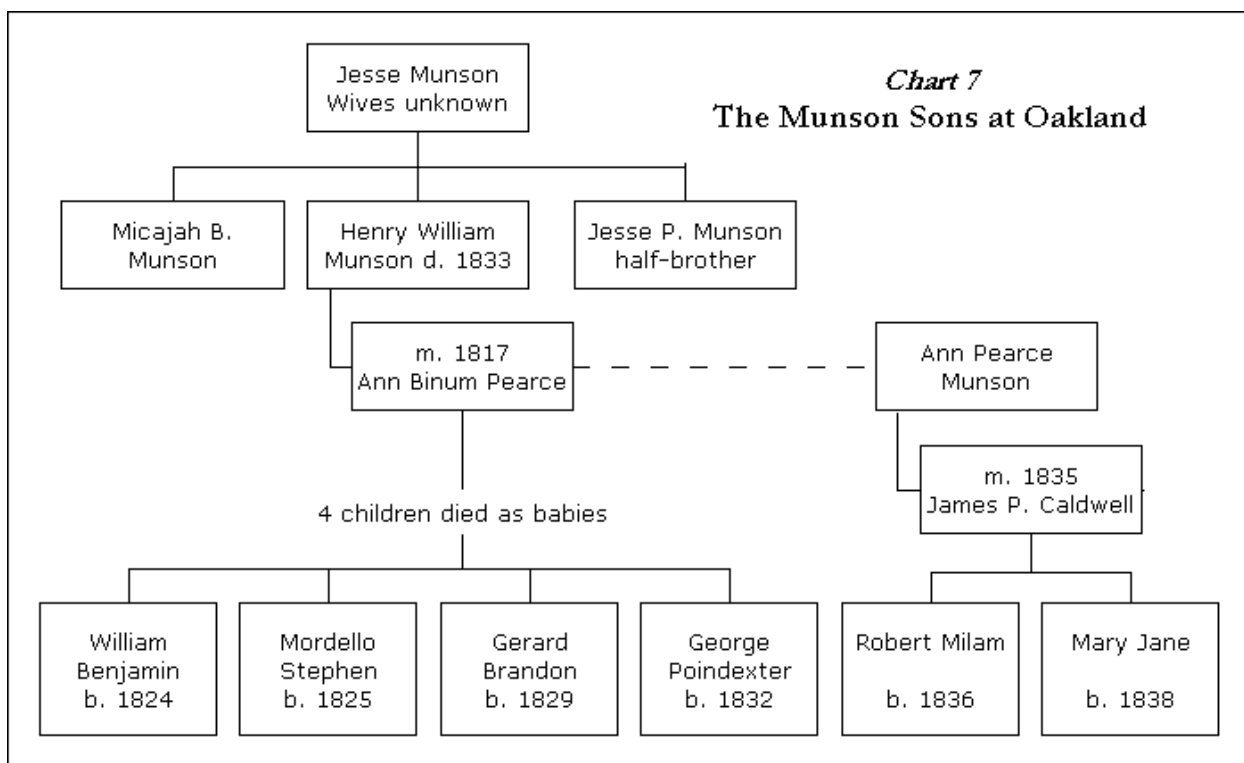 Jesse Munson
Wives unknown
Chart 7
The Munson Sons at Oakland
Micajah B.
Munson
Henry William
Munson d. 1833
Jesse P. Munson
half-brother
m. 1817
Ann Binum Pearce
Ann Pearce
Munson
m. 1835
James P. Caldwell
4 children died as babies
William
Benjamin
b. 1824
Mordello
Stephen
b. 1825
Gerard
Brandon
b. 1829
George
Poindexter
b. 1832
Robert Milam
b. 1836
Mary Jane
b. 1838